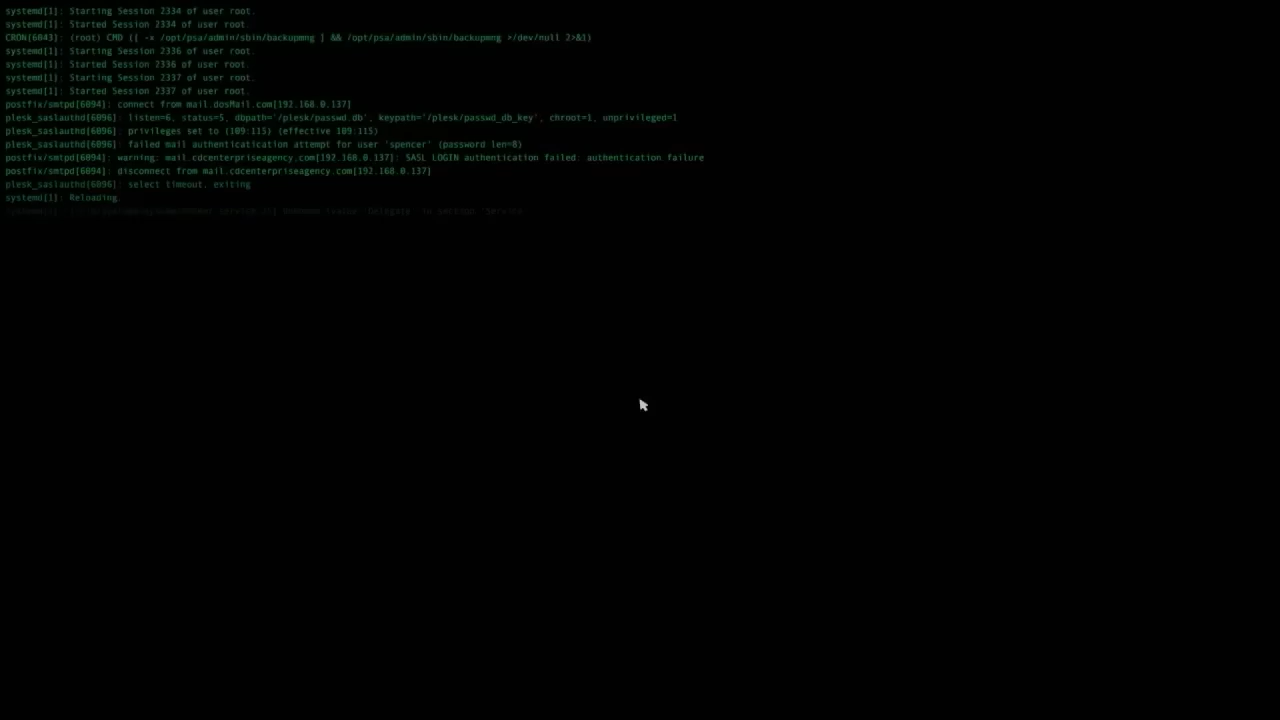 systemd[1]: Starting Session 2334 of user root.
systemd[1]: Started Session 2334 of user root.
CRON[6043]: (root) CMD ([ -x /opt/psa/admin/sbin/backupmng ] && /opt/psa/admin/sbin/backupmng >/dev/null 2>&1)
systemd[1]: Starting Session 2336 of user root.
systemd[1]: Started Session 2336 of user root.
systemd[1]: Starting Session 2337 of user root.
systemd[1]: Started Session 2337 of user root.
postfix/smtpd[6094]: connect from mail.dosMail.com[192.168.0.137]
plesk_saslauthd[6096]: listen=6, status=5, dbpath='/plesk/passwd.db', keypath='/plesk/passwd_db_key', chroot=1, unprivileged=1
plesk_saslauthd[6096]: privileges set to (109:115) (effective 109:115)
plesk_saslauthd[6096]: failed mail authenticatication attempt for user 'spencer' (password len=8)
postfix/smtpd[6094]: warning: mail.cdcenterpriseagency.com[192.168.0.137]: SASL LOGIN authentication failed: authentication failure
postfix/smtpd[6094]: disconnect from mail.cdcenterpriseagency.com[192.168.0.137]
plesk_saslauthd[6096]: select timeout, exiting
systemd[1]: Reloading.